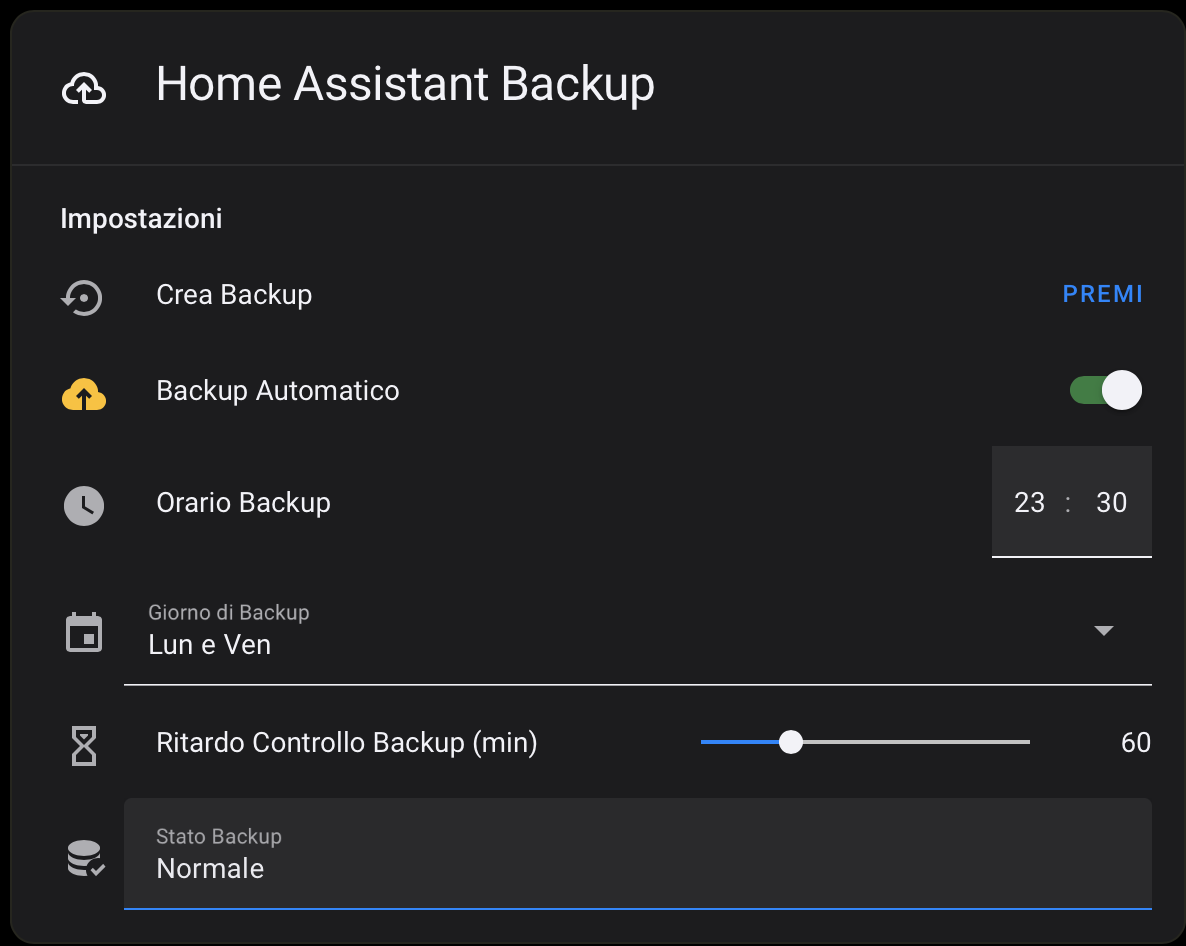 Home Assistant Backup
Impostazioni
Crea Backup PREMI
Backup Automatico
Orario Backup 23 : 30
Giorno di Backup
Lun e Ven
Ritardo Controllo Backup (min) 60
Stato Backup
Normale